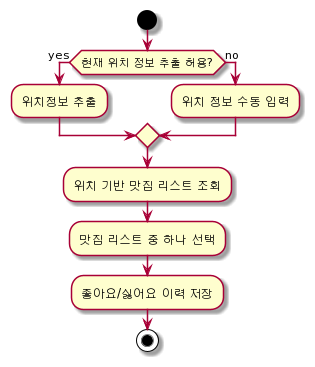 현재 위치 정보 추출 허용?
yes
no
위치정보 추출
위치 정보 수동 입력
위치 기반 맛집 리스트 조회
맛집 리스트 중 하나 선택
좋아요/싫어요 이력 저장